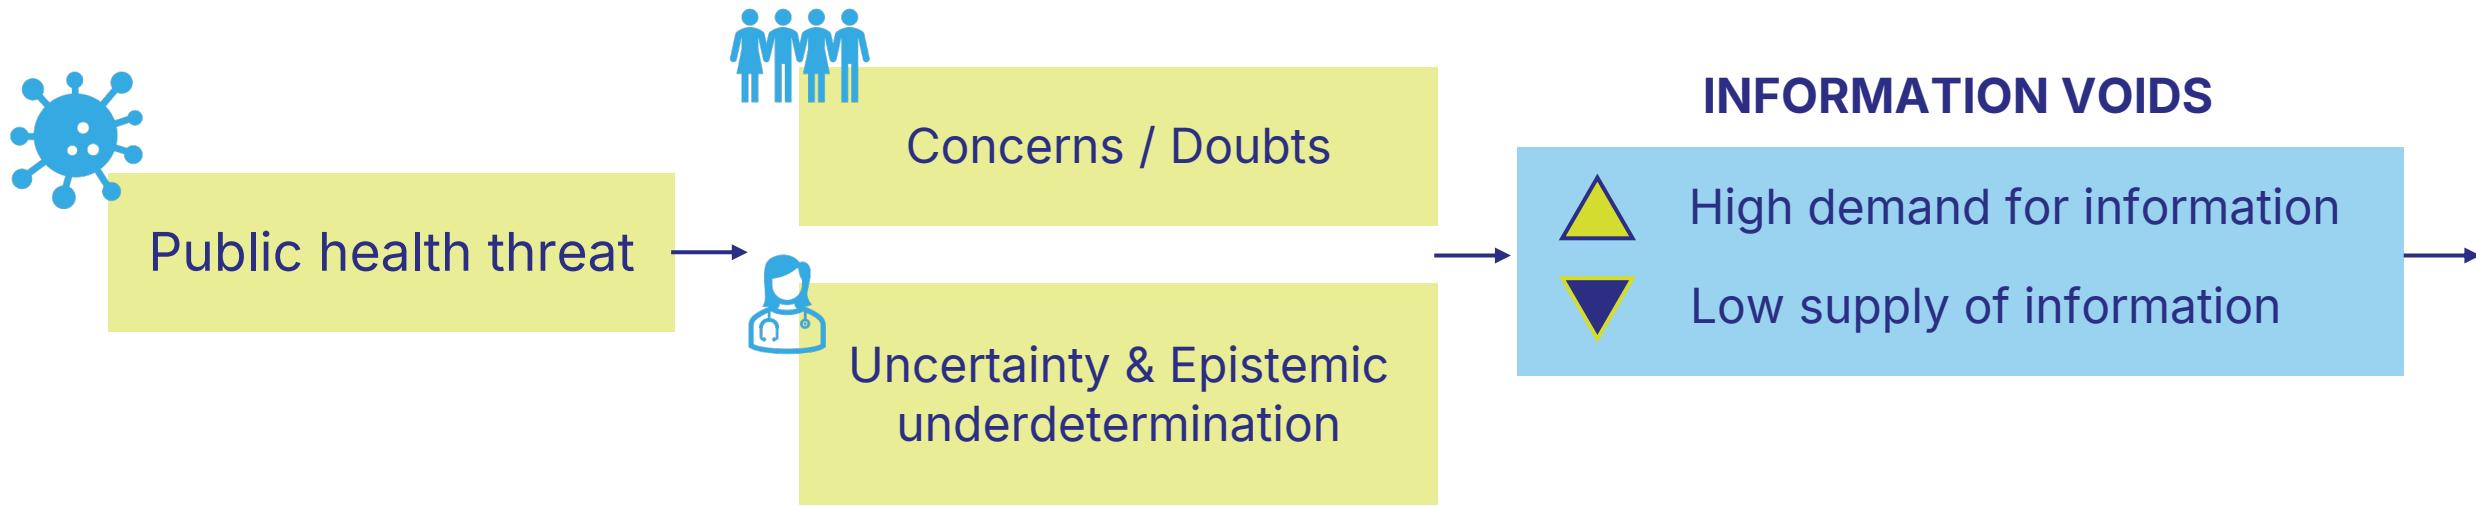 Public health threat
Concerns / Doubts
Uncertainty & Epistemic
underdetermination
INFORMATION VOIDS
High demand for information
Low supply of information